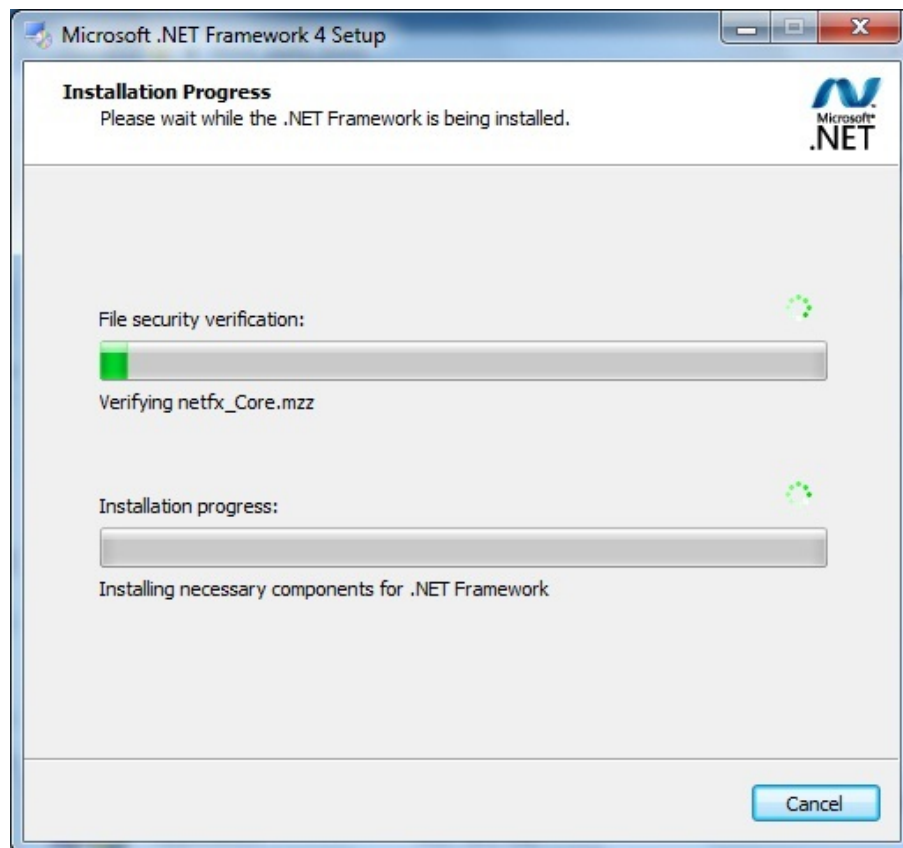 Microsoft .NET Framework 4 Setup
Installation Progress
Please wait while the .NET Framework is being installed.
Microsoft®
.NET
File security verification:
Verifying netfx_Core.mzz
Installation progress:
Installing necessary components for .NET Framework
Cancel